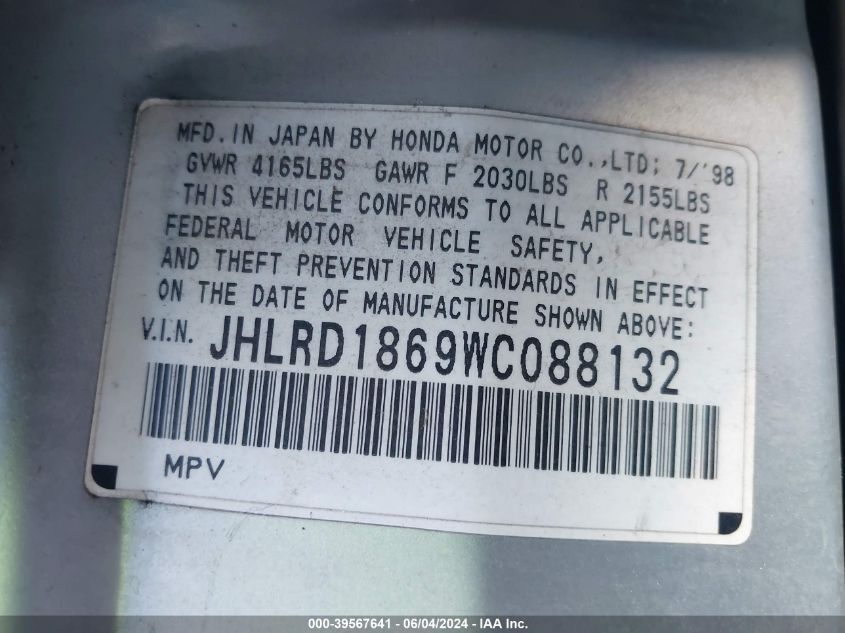 MFD. IN JAPAN BY HONDA MOTOR CO.,LTD; 7/'98
GVWR 4165LBS GAWR F 2030LBS R 2155LBS
THIS VEHICLE CONFORMS TO ALL APPLICABLE
FEDERAL MOTOR VEHICLE SAFETY,
AND THEFT PREVENTION STANDARDS IN EFFECT
ON THE DATE OF MANUFACTURE SHOWN ABOVE:
V.I.N. JHLRD1869WC088132
MPV
000-39567641 - 06/04/2024 - IAA Inc.